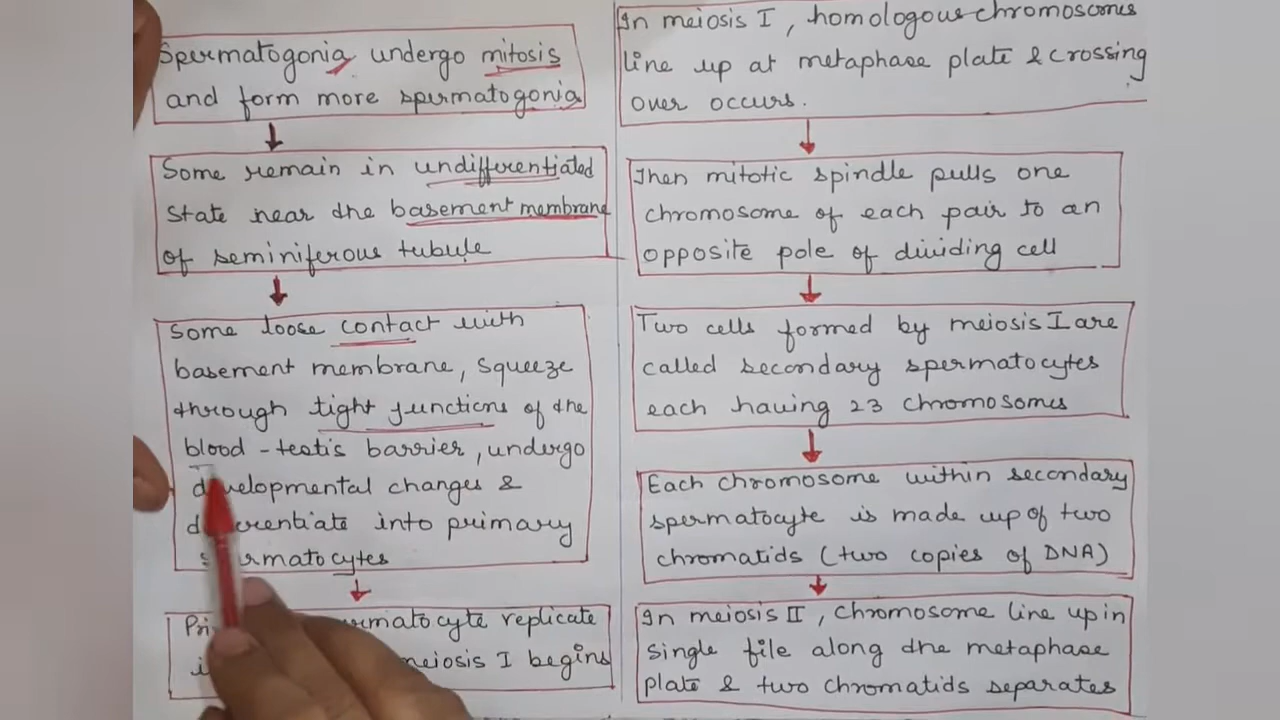 Spermatogonia undergo mitosis
and form more spermatogonia
Some remain in undifferentiated
state near the basement membrane
of seminiferous tubule
Some loose contact with
basement membrane, squeeze
through tight junctions of the
blood-testis barrier, undergo
developmental changes &
into primary
spermatocytes
replicate
meiosis I begins
In meiosis I, homologous chromosomes
line up at metaphase plate & crossing
over occurs.
Then mitotic spindle pulls one
chromosome of each pair to an
opposite pole of dividing cell
Two cells formed by meiosis I are
called secondary spermatocytes
each having 23 chromosomes
Each chromosome within secondary
spermatocyte is made up of two
chromatids (two copies of DNA)
In meiosis II, chromosome line up in
single file along the metaphase
plate & two chromatids separates